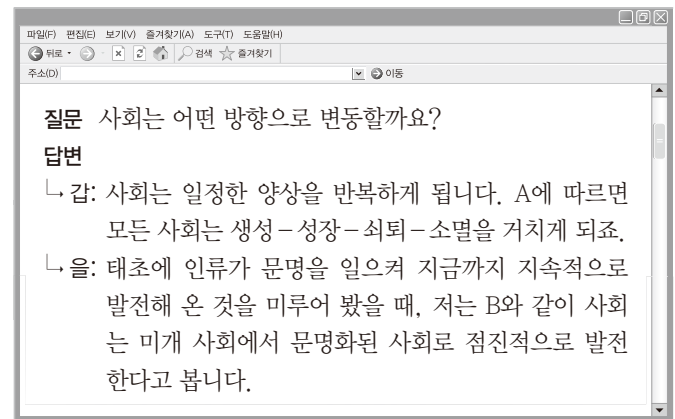 파일(F) 편집(E) 보기(V) 즐겨찾기(A) 도구(T) 도움말(H)
뒤로 검색 즐겨찾기
주소(D) 이동
질문 사회는 어떤 방향으로 변동할까요?
답변
갑: 사회는 일정한 양상을 반복하게 됩니다. A에 따르면
모든 사회는 생성-성장-쇠퇴-소멸을 거치게 되죠.
을: 태초에 인류가 문명을 일으켜 지금까지 지속적으로
발전해 온 것을 미루어 봤을 때, 저는 B와 같이 사회
는 미개 사회에서 문명화된 사회로 점진적으로 발전
한다고 봅니다.